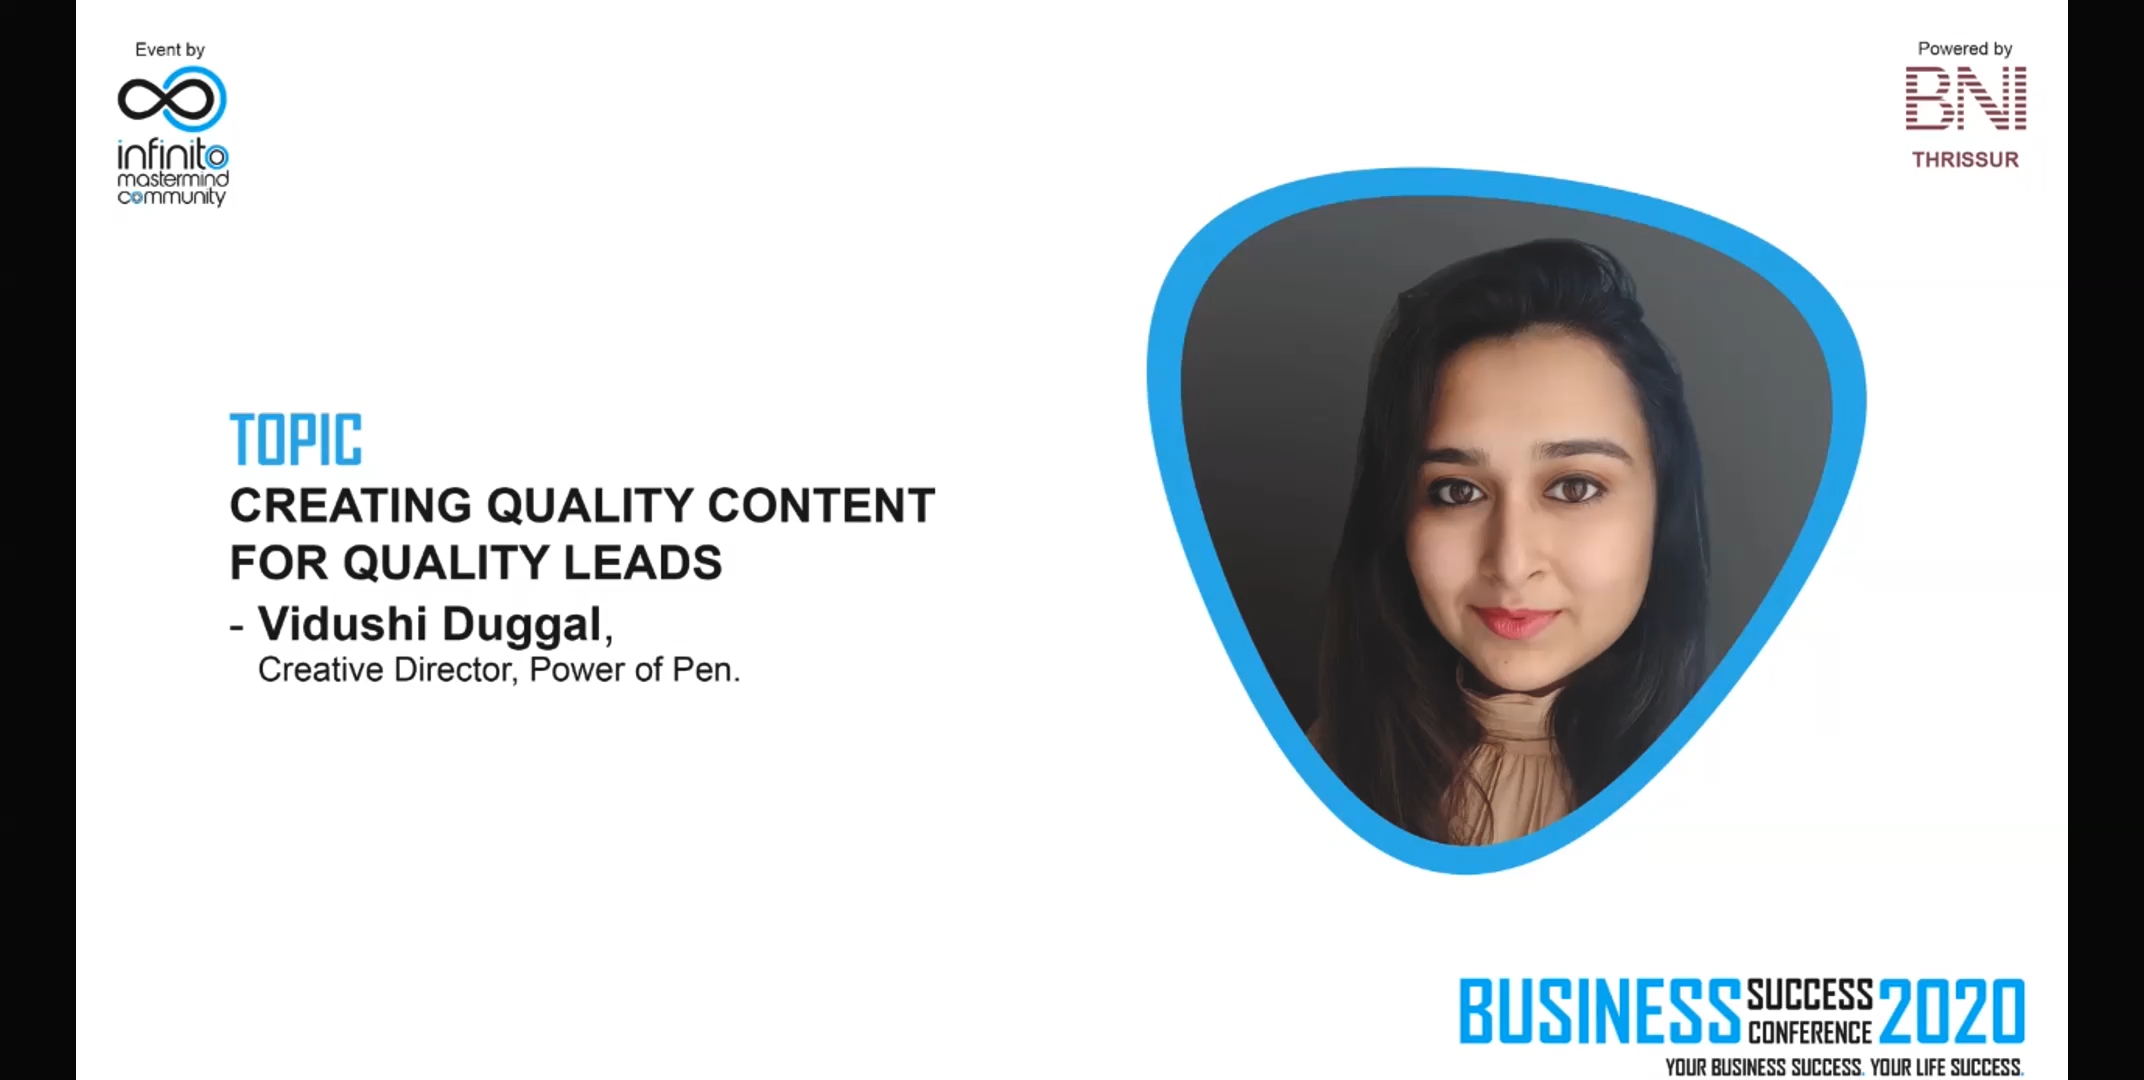 Event by
infinito
mastermind
community
Powered by
BNI
THRISSUR
TOPIC
CREATING QUALITY CONTENT
FOR QUALITY LEADS
- Vidushi Duggal,
Creative Director, Power of Pen.
BUSINESS SUCCESS CONFERENCE 2020
YOUR BUSINESS SUCCESS. YOUR LIFE SUCCESS.